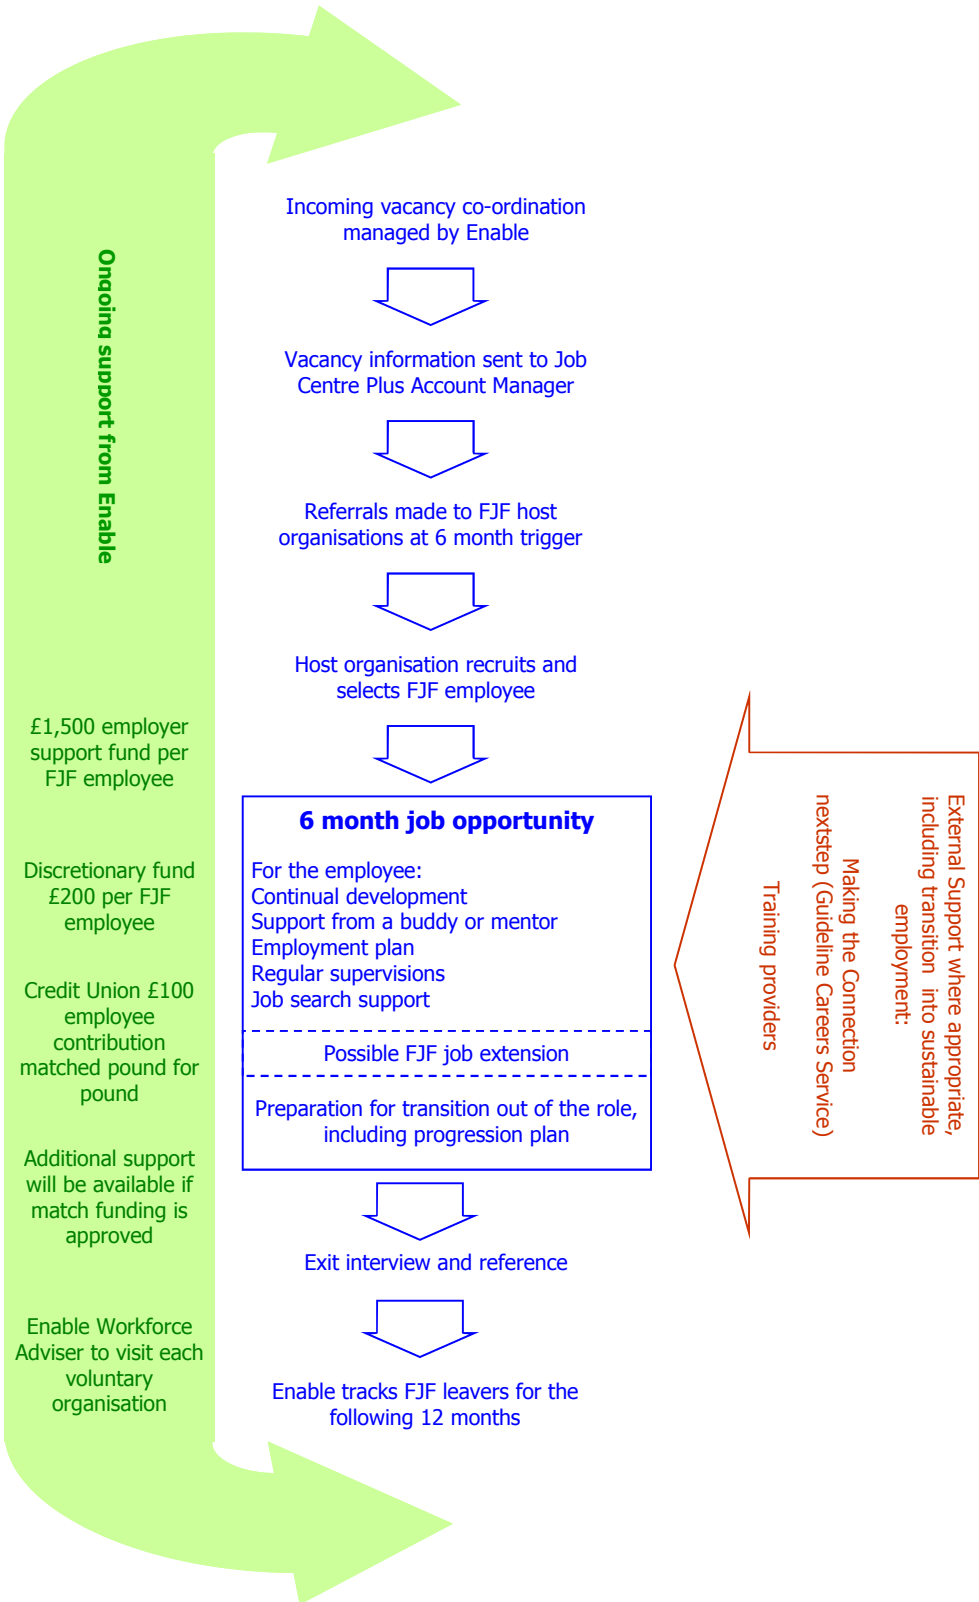 Ongoing support from Enable
£1,500 employer
support fund per
FJF employee
Discretionary fund
£200 per FJF
employee
Credit Union £100
employee
contribution
matched pound for
pound
Additional support
will be available if
match funding is
approved
Enable Workforce
Adviser to visit each
voluntary
organisation
Incoming vacancy co-ordination
managed by Enable
Vacancy information sent to Job
Centre Plus Account Manager
Referrals made to FJF host
organisations at 6 month trigger
Host organisation recruits and
selects FJF employee
6 month job opportunity
For the employee:
Continual development
Support from a buddy or mentor
Employment plan
Regular supervisions
Job search support
Possible FJF job extension
Preparation for transition out of the role,
including progression plan
Exit interview and reference
Enable tracks FJF leavers for the
following 12 months
External Support where appropriate,
including transition into sustainable
employment:
Making the Connection
nextstep (Guideline Careers Service)
Training providers